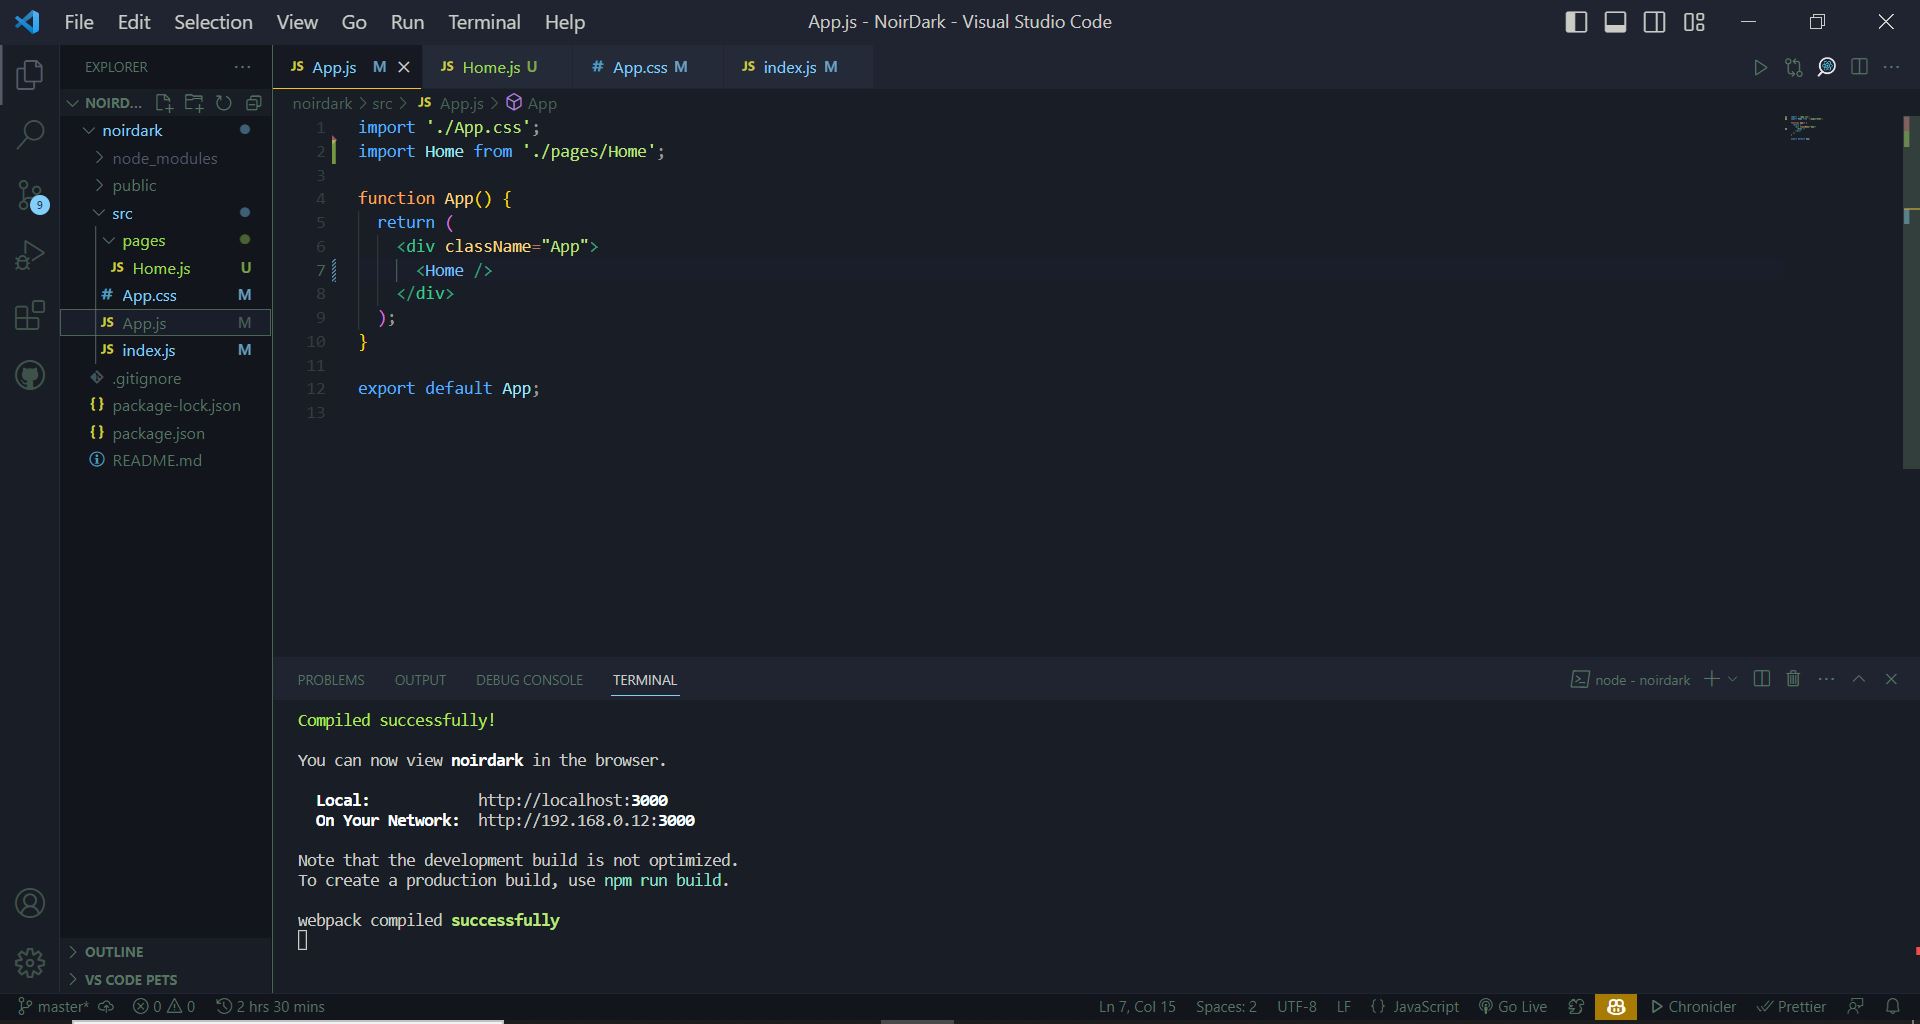 File Edit Selection View Go Run Terminal Help
App.js - NoirDark - Visual Studio Code
EXPLORER
NOIRD...
noirdark
node_modules
public
src
pages
JS Home.js U
# App.css M
JS App.js M
JS index.js M
.gitignore
{} package-lock.json
{} package.json
README.md
OUTLINE
VS CODE PETS
9
JS App.js M
JS Home.js U
# App.css M
JS index.js M
noirdark > src > JS App.js > App
1 import './App.css';
2 import Home from './pages/Home';
3
4 function App() {
5 return (
6 <div className="App">
7 <Home />
8 </div>
9 );
10 }
11
12 export default App;
13
PROBLEMS OUTPUT DEBUG CONSOLE TERMINAL
node - noirdark
Compiled successfully!
You can now view noirdark in the browser.
Local: http://localhost:3000
On Your Network: http://192.168.0.12:3000
Note that the development build is not optimized.
To create a production build, use npm run build.
webpack compiled successfully
master* 0 0 2 hrs 30 mins
Ln 7, Col 15 Spaces: 2 UTF-8 LF {} JavaScript Go Live Chronicler Prettier